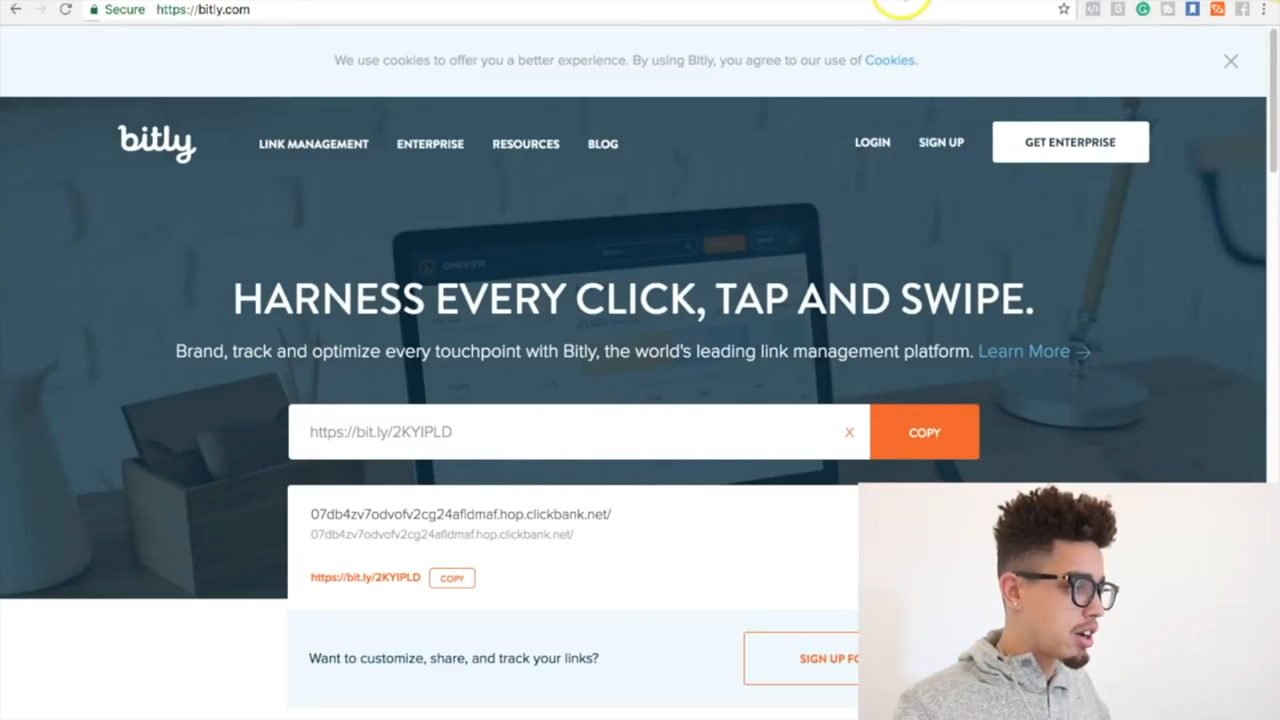 Secure https://bitly.com
We use cookies to offer you a better experience. By using Bitly, you agree to our use of Cookies.
bitly LINK MANAGEMENT ENTERPRISE RESOURCES BLOG LOGIN SIGN UP GET ENTERPRISE
ONEVIEW
HARNESS EVERY CLICK, TAP AND SWIPE.
Brand, track and optimize every touchpoint with Bitly, the world's leading link management platform. Learn More →
https://bit.ly/2KYIPLD X COPY
07db4zv7odvofv2cg24afldmaf.hop.clickbank.net/
07db4zv7odvofv2cg24afldmaf.hop.clickbank.net/
https://bit.ly/2KYIPLD COPY
Want to customize, share, and track your links? SIGN UP FO